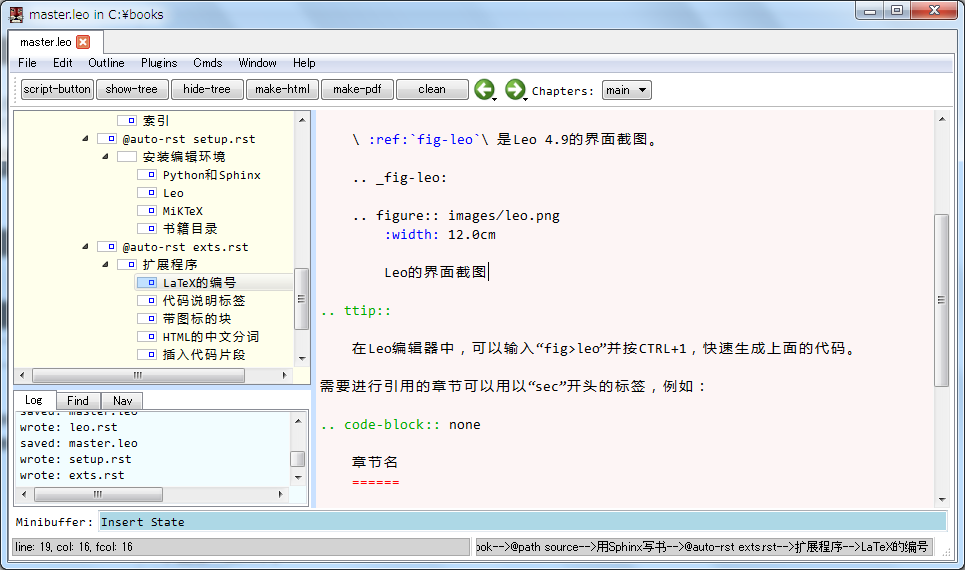 master.leo in C:¥books
master.leo
File Edit Outline Plugins Cmds Window Help
script-button show-tree hide-tree make-html make-pdf clean Chapters: main
索引
@auto-rst setup.rst
安装编辑环境
Python和Sphinx
Leo
MiKTeX
书籍目录
@auto-rst exts.rst
扩展程序
LaTeX的编号
代码说明标签
带图标的块
HTML的中文分词
插入代码片段
Log Find Nav
saved: master.leo
wrote: leo.rst
saved: master.leo
wrote: setup.rst
wrote: exts.rst
\ :ref:`fig-leo`\ 是Leo 4.9的界面截图。
.. _fig-leo:
.. figure:: images/leo.png
:width: 12.0cm
Leo的界面截图
.. ttip::
在Leo编辑器中，可以输入“fig>leo”并按CTRL+1，快速生成上面的代码。
需要进行引用的章节可以用以“sec”开头的标签，例如：
.. code-block:: none
章节名
======
Minibuffer: Insert State
line: 19, col: 16, fcol: 16
ook-->@path source-->用Sphinx写书-->@auto-rst exts.rst-->扩展程序-->LaTeX的编号